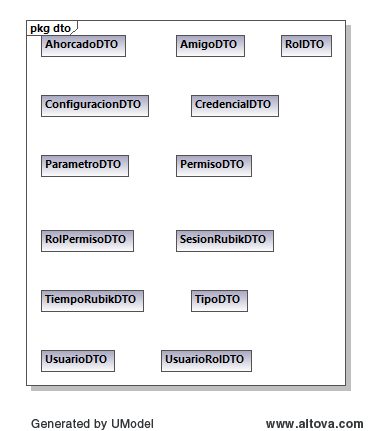 pkg dto
AhorcadoDTO AmigoDTO RolDTO
ConfiguracionDTO CredencialDTO
ParametroDTO PermisoDTO
RolPermisoDTO SesionRubikDTO
TiempoRubikDTO TipoDTO
UsuarioDTO UsuarioRolDTO
Generated by UModel www.altova.com